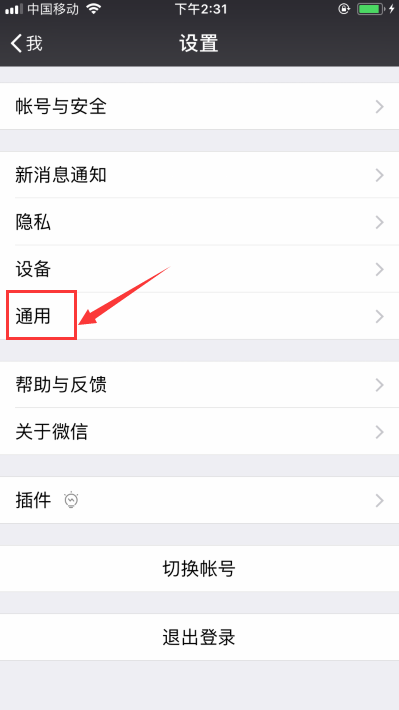 中国移动 下午2:31
我 设置
帐号与安全
新消息通知
隐私
设备
通用
帮助与反馈
关于微信
插件
切换帐号
退出登录